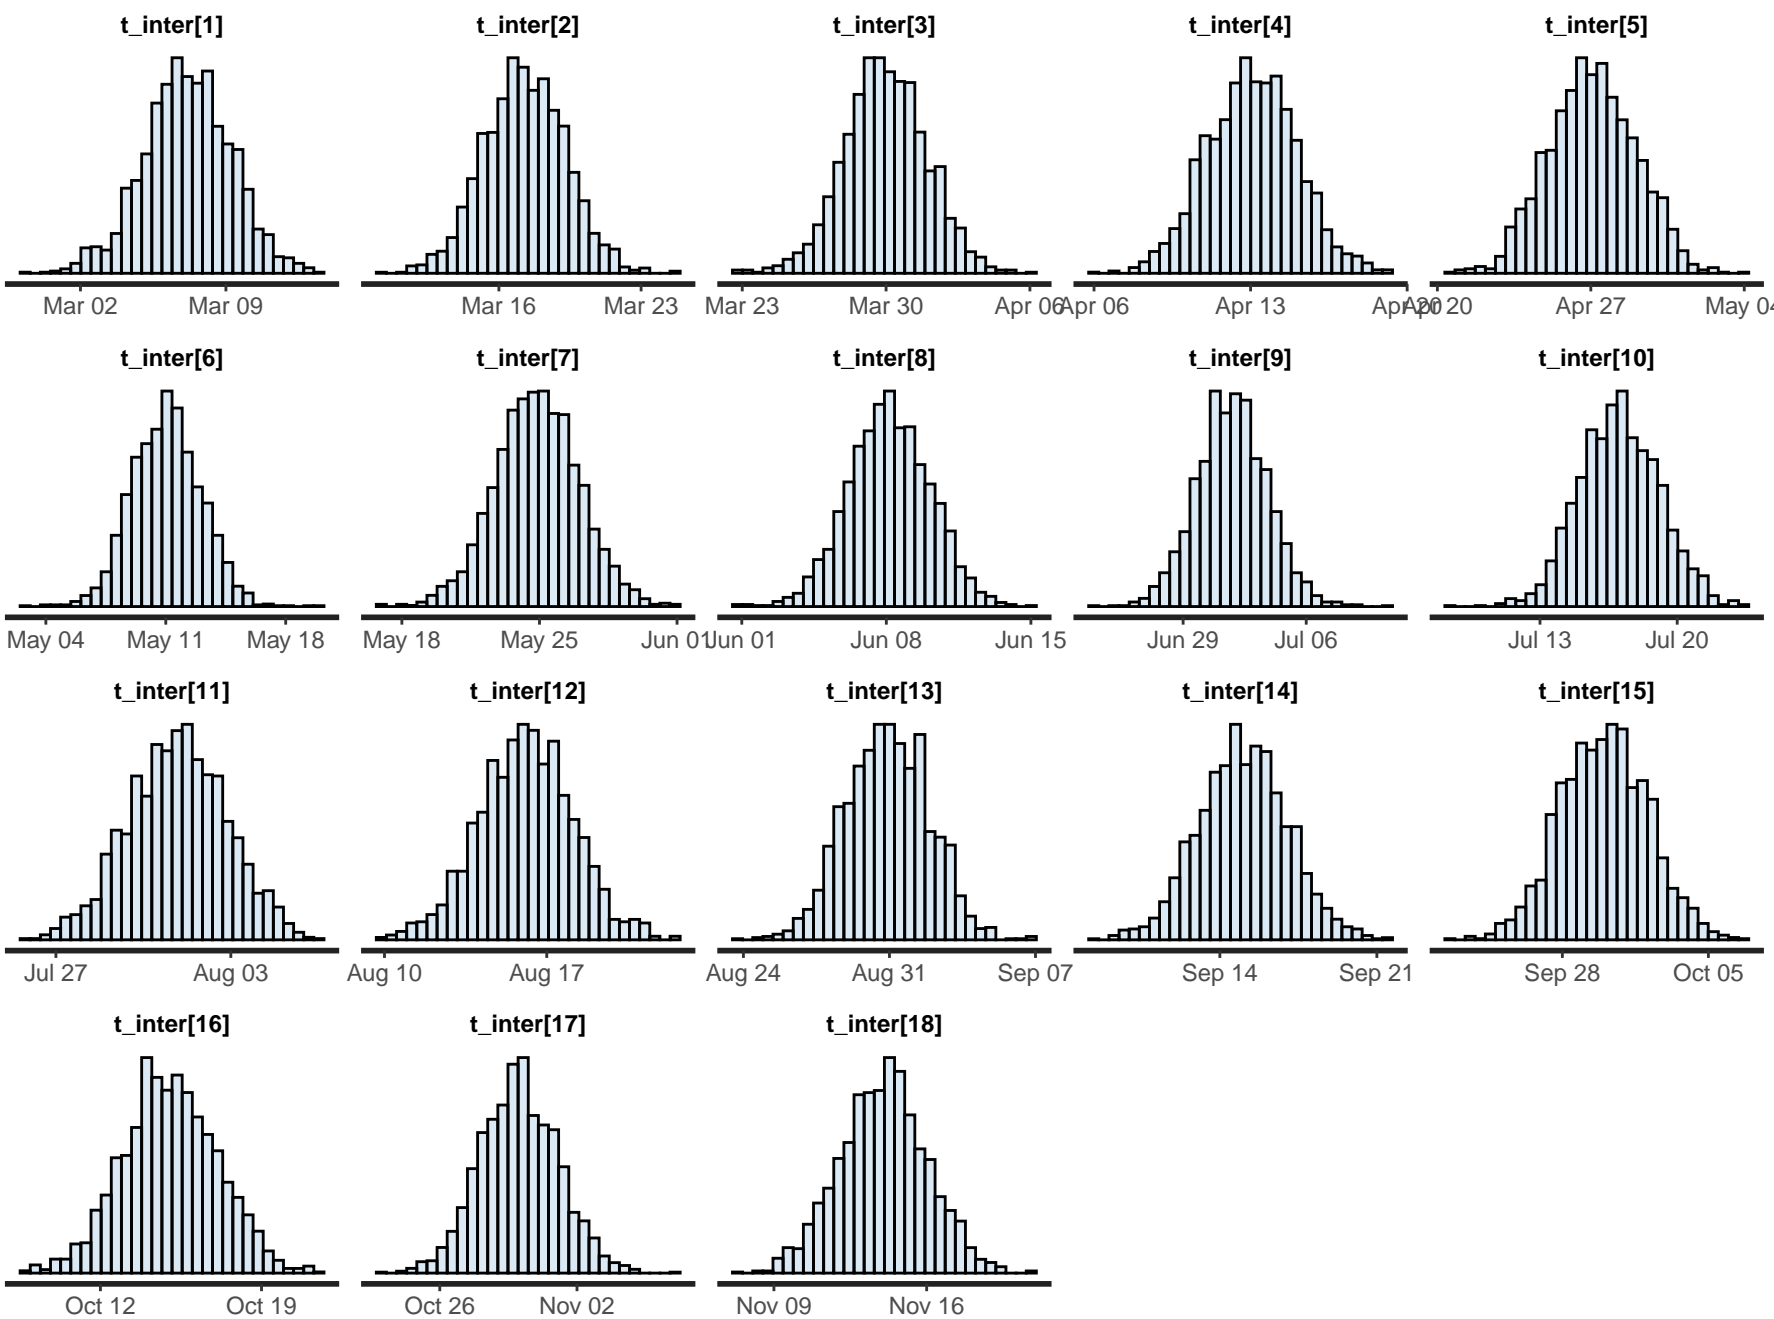 t_inter[1] t_inter[2] t_inter[3] t_inter[4] t_inter[5]
Mar 02 Mar 09 Mar 16 Mar 23 Mar 23 Mar 30 Apr 06 Apr 06 Apr 13 Apr 20 Apr 20 Apr 27 May 04
t_inter[6] t_inter[7] t_inter[8] t_inter[9] t_inter[10]
May 04 May 11 May 18 May 18 May 25 Jun 01 Jun 01 Jun 08 Jun 15 Jun 29 Jul 06 Jul 13 Jul 20
t_inter[11] t_inter[12] t_inter[13] t_inter[14] t_inter[15]
Jul 27 Aug 03 Aug 10 Aug 17 Aug 24 Aug 31 Sep 07 Sep 14 Sep 21 Sep 28 Oct 05
t_inter[16] t_inter[17] t_inter[18]
Oct 12 Oct 19 Oct 26 Nov 02 Nov 09 Nov 16